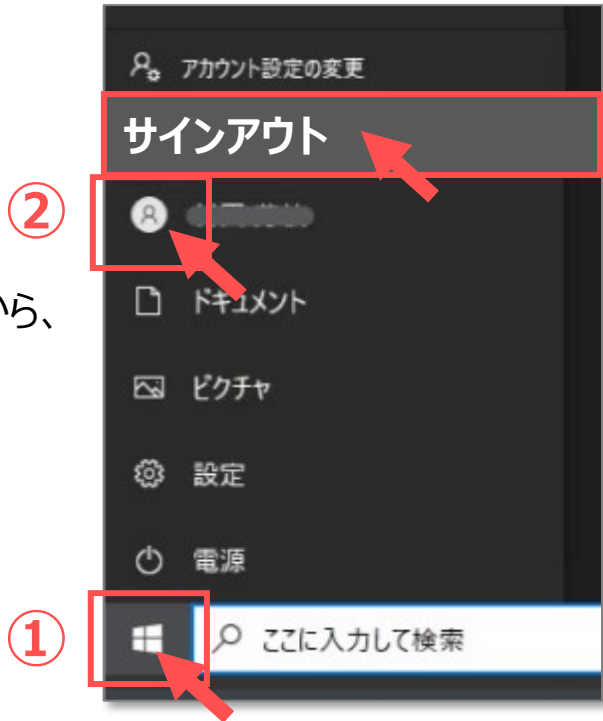 アカウント設定の変更
サインアウト
②
から、
ドキュメント
ピクチャ
設定
電源
①
ここに入力して検索